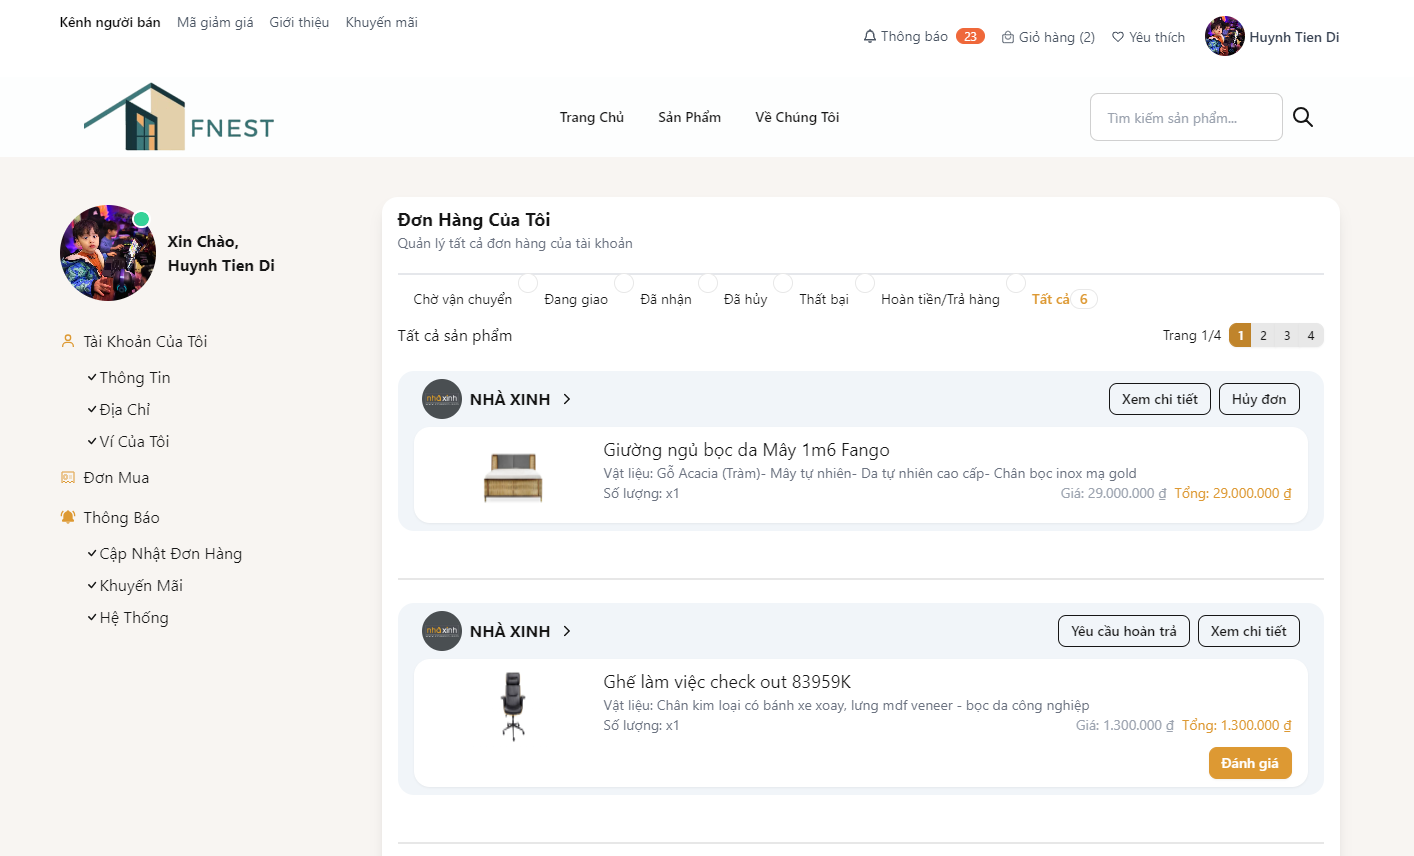 Kênh người bán Mã giảm giá Giới thiệu Khuyến mãi
Thông báo 23 Giỏ hàng (2) Yêu thích Huynh Tien Di
FNEST
Trang Chủ Sản Phẩm Về Chúng Tôi
Tìm kiếm sản phẩm...
Xin Chào,
Huynh Tien Di
Tài Khoản Của Tôi
Thông Tin
Địa Chỉ
Ví Của Tôi
Đơn Mua
Thông Báo
Cập Nhật Đơn Hàng
Khuyến Mãi
Hệ Thống
Đơn Hàng Của Tôi
Quản lý tất cả đơn hàng của tài khoản
Chờ vận chuyển Đang giao Đã nhận Đã hủy Thất bại Hoàn tiền/Trả hàng Tất cả 6
Tất cả sản phẩm Trang 1/4 1 2 3 4
nhàxinh NHÀ XINH Xem chi tiết Hủy đơn
Giường ngủ bọc da Mây 1m6 Fango
Vật liệu: Gỗ Acacia (Tràm)- Mây tự nhiên- Da tự nhiên cao cấp- Chân bọc inox mạ gold
Số lượng: x1 Giá: 29.000.000 ₫ Tổng: 29.000.000 ₫
nhàxinh NHÀ XINH Yêu cầu hoàn trả Xem chi tiết
Ghế làm việc check out 83959K
Vật liệu: Chân kim loại có bánh xe xoay, lưng mdf veneer - bọc da công nghiệp
Số lượng: x1 Giá: 1.300.000 ₫ Tổng: 1.300.000 ₫
Đánh giá